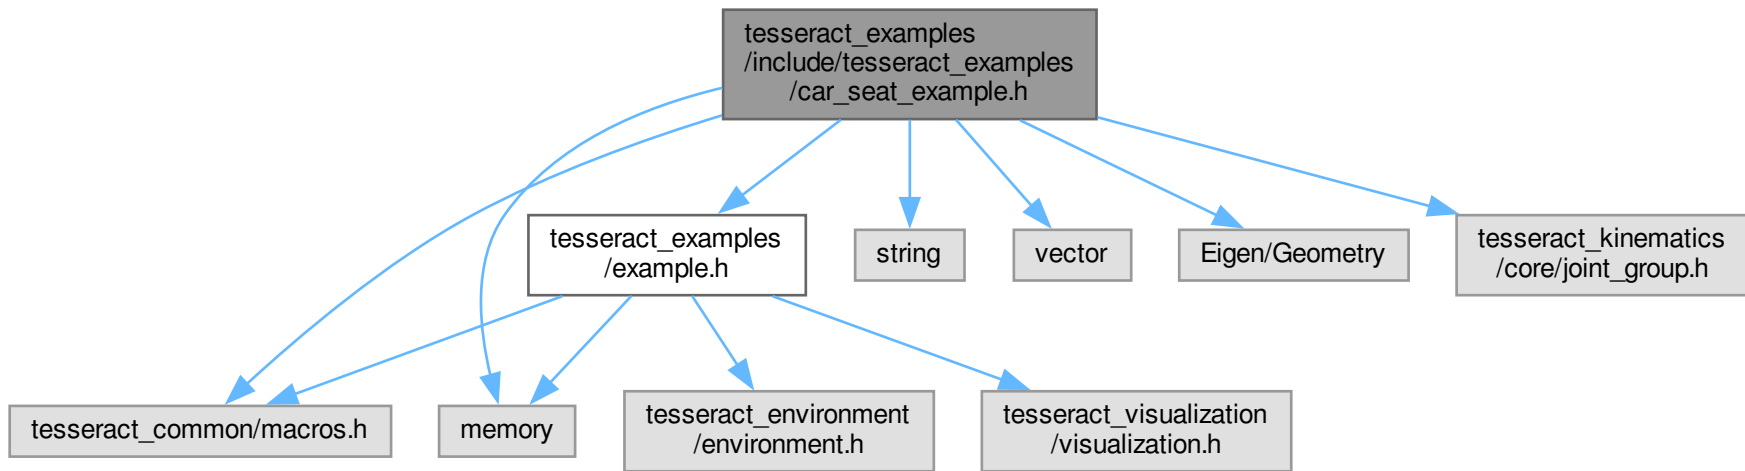 tesseract_examples
/include/tesseract_examples
/car_seat_example.h
tesseract_examples
/example.h
string
vector
Eigen/Geometry
tesseract_kinematics
/core/joint_group.h
tesseract_common/macros.h
memory
tesseract_environment
/environment.h
tesseract_visualization
/visualization.h